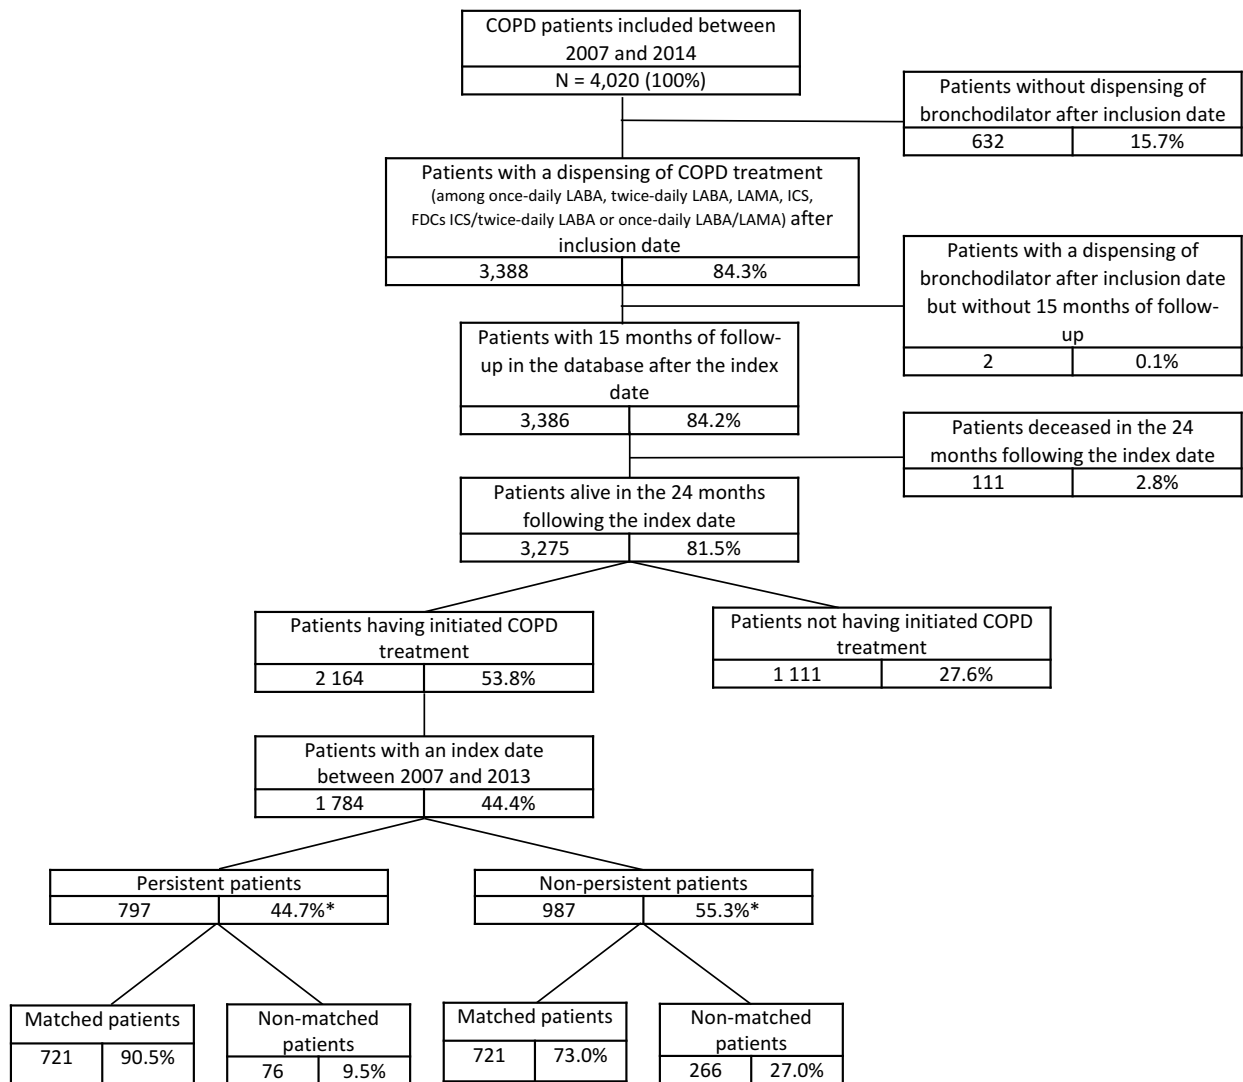 COPD patients included between
2007 and 2014
N = 4,020 (100%)
Patients without dispensing of
bronchodilator after inclusion date
632 15.7%
Patients with a dispensing of COPD treatment
(among once-daily LABA, twice-daily LABA, LAMA, ICS,
FDCs ICS/twice-daily LABA or once-daily LABA/LAMA) after
inclusion date
3,388 84.3%
Patients with a dispensing of
bronchodilator after inclusion date
but without 15 months of follow-
up
2 0.1%
Patients with 15 months of follow-
up in the database after the index
date
3,386 84.2%
Patients deceased in the 24
months following the index date
111 2.8%
Patients alive in the 24 months
following the index date
3,275 81.5%
Patients having initiated COPD
treatment
2 164 53.8%
Patients not having initiated COPD
treatment
1 111 27.6%
Patients with an index date
between 2007 and 2013
1 784 44.4%
Persistent patients
797 44.7%*
Non-persistent patients
987 55.3%*
Matched patients
721 90.5%
Non-matched
patients
76 9.5%
Matched patients
721 73.0%
Non-matched
patients
266 27.0%